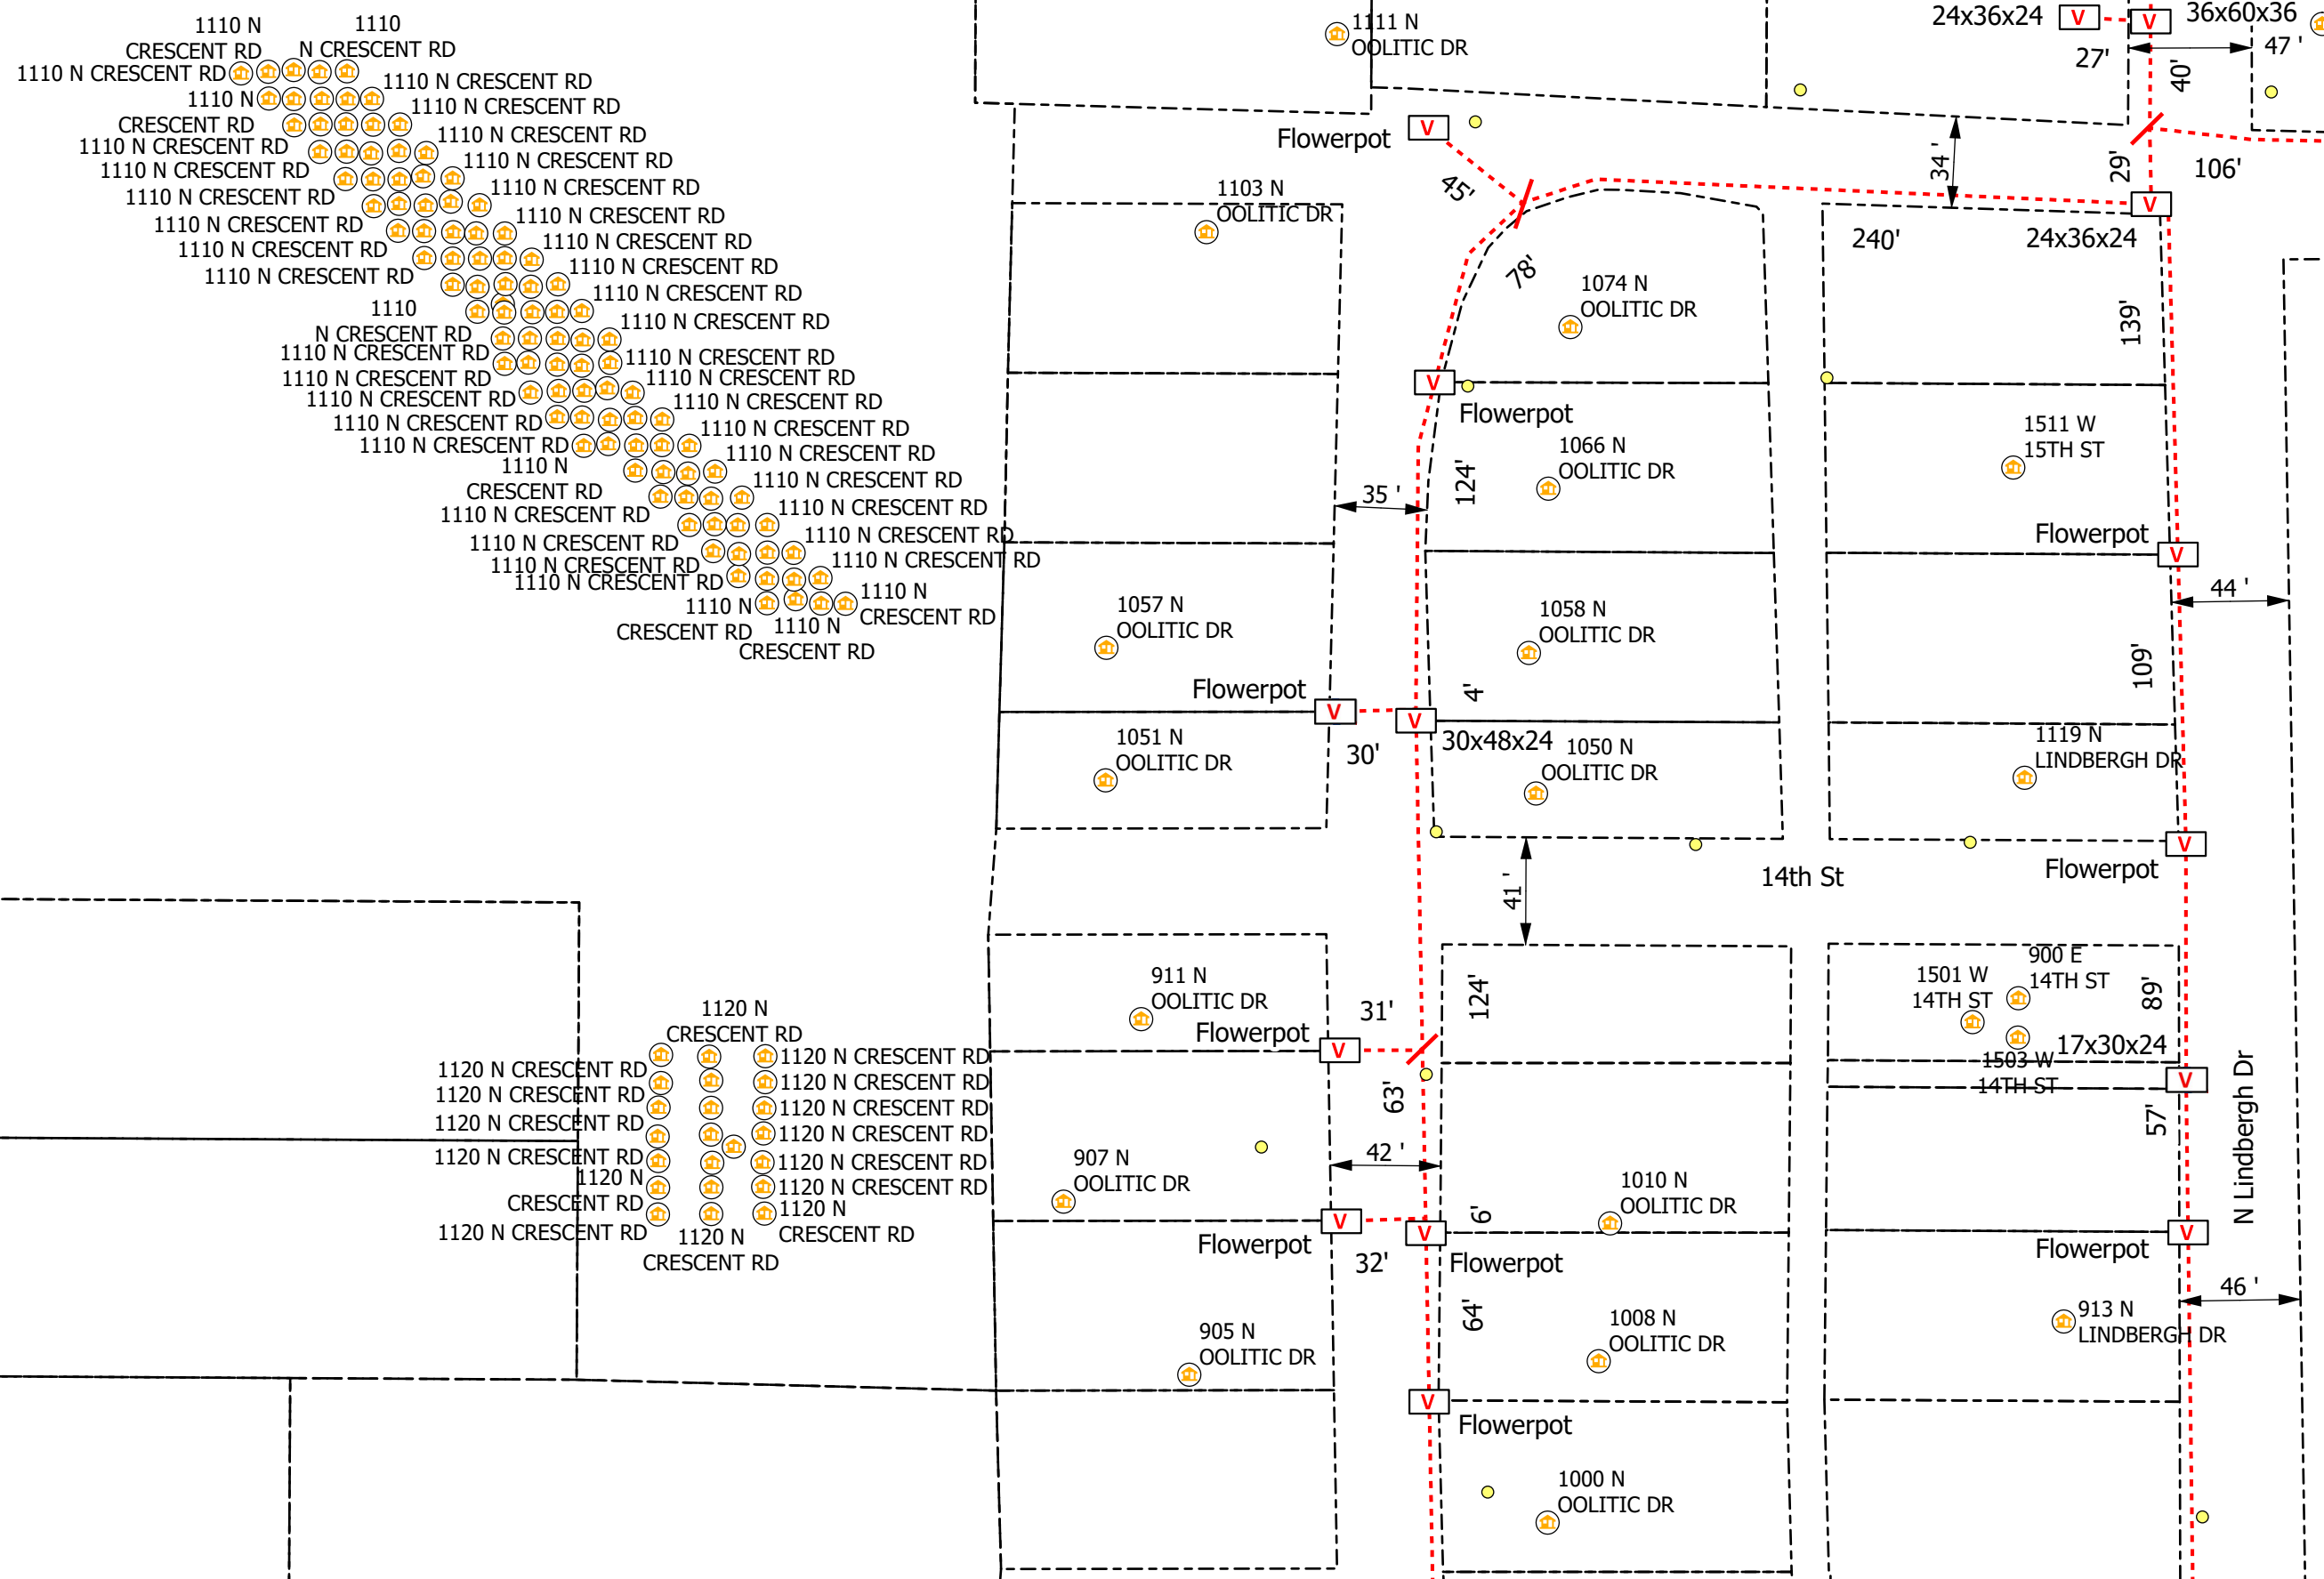 1110 N
CRESCENT RD
1110
N CRESCENT RD
1110 N CRESCENT RD
1110 N CRESCENT RD
1110 N
CRESCENT RD
1110 N CRESCENT RD
1110 N CRESCENT RD
1110 N CRESCENT RD
1110 N CRESCENT RD
1110 N CRESCENT RD
1110 N CRESCENT RD
1110 N CRESCENT RD
1110 N CRESCENT RD
1110 N CRESCENT RD
1110 N CRESCENT RD
1110 N CRESCENT RD
1110 N CRESCENT RD
1110 N CRESCENT RD
1110 N CRESCENT RD
1110
N CRESCENT RD
1110 N CRESCENT RD
1110 N CRESCENT RD
1110 N CRESCENT RD
1110 N CRESCENT RD
1110 N CRESCENT RD
1110 N CRESCENT RD
1110 N CRESCENT RD
1110 N CRESCENT RD
1110 N CRESCENT RD
1110 N CRESCENT RD
1110 N CRESCENT RD
1110 N
CRESCENT RD
1110 N CRESCENT RD
1110 N CRESCENT RD
1110 N CRESCENT RD
1110 N CRESCENT RD
1110 N CRESCENT RD
1110 N CRESCENT RD
1110 N CRESCENT RD
1110 N CRESCENT RD
1110 N
CRESCENT RD
1110 N
CRESCENT RD
1110 N
CRESCENT RD
1111 N
OOLITIC DR
24x36x24
V
V
36x60x36
27'
40'
47 '
Flowerpot
V
45'
34 '
29'
106'
V
1103 N
OOLITIC DR
240'
24x36x24
78'
1074 N
OOLITIC DR
139'
V
Flowerpot
1066 N
OOLITIC DR
1511 W
15TH ST
35 '
124'
Flowerpot
V
44 '
1057 N
OOLITIC DR
1058 N
OOLITIC DR
109'
Flowerpot
V
V
4'
30'
30x48x24
1051 N
OOLITIC DR
1050 N
OOLITIC DR
1119 N
LINDBERGH DR
V
Flowerpot
41 '
14th St
911 N
OOLITIC DR
31'
124'
1501 W
14TH ST
900 E
14TH ST
89'
Flowerpot
V
17x30x24
1503 W
14TH ST
V
63'
57'
N Lindbergh Dr
1120 N
CRESCENT RD
1120 N CRESCENT RD
1120 N CRESCENT RD
1120 N CRESCENT RD
1120 N CRESCENT RD
1120 N CRESCENT RD
1120 N CRESCENT RD
1120 N CRESCENT RD
1120 N CRESCENT RD
1120 N CRESCENT RD
1120 N
CRESCENT RD
1120 N CRESCENT RD
1120 N CRESCENT RD
1120 N
CRESCENT RD
1120 N
CRESCENT RD
907 N
OOLITIC DR
42 '
1010 N
OOLITIC DR
6'
V
V
V
Flowerpot
32'
Flowerpot
Flowerpot
46 '
64'
905 N
OOLITIC DR
1008 N
OOLITIC DR
913 N
LINDBERGH DR
V
Flowerpot
1000 N
OOLITIC DR